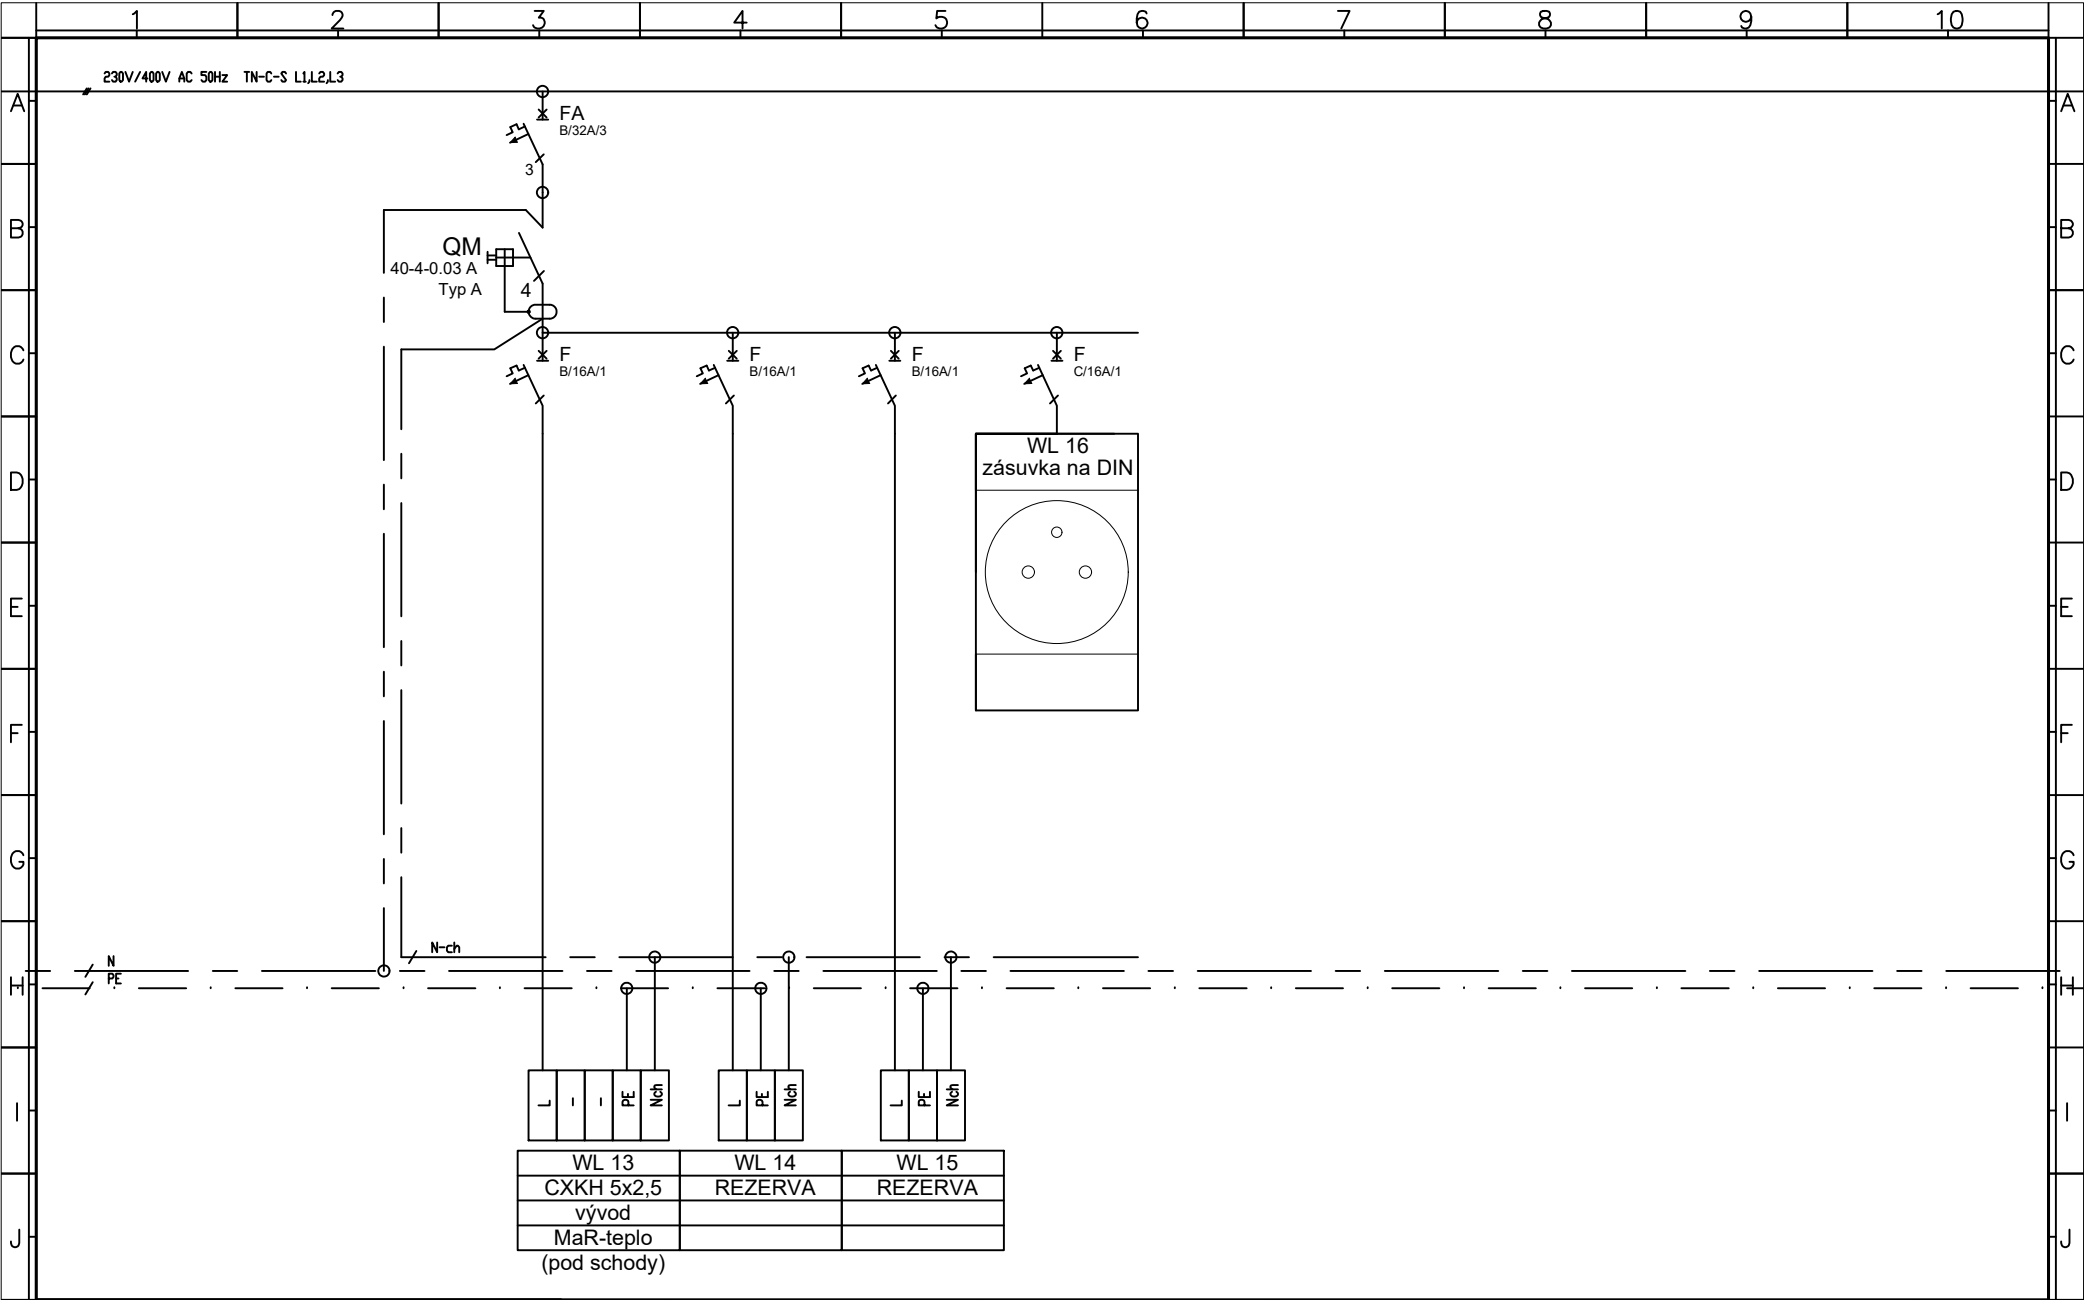 1 2 3 4 5 6 7 8 9 10
230V/400V AC 50Hz TN-C-S L1,L2,L3
A A
FA
B/32A/3
3
B B
QM
40-4-0.03 A
Typ A
4
C C
F F F F
B/16A/1 B/16A/1 B/16A/1 C/16A/1
WL 16
zásuvka na DIN
D D
E E
F F
G G
N-ch
N
PE
H H
L - - PE Nch L PE Nch L PE Nch
I I
WL 13 WL 14 WL 15
CXKH 5x2,5 REZERVA REZERVA
vývod
MaR-teplo
J J
(pod schody)